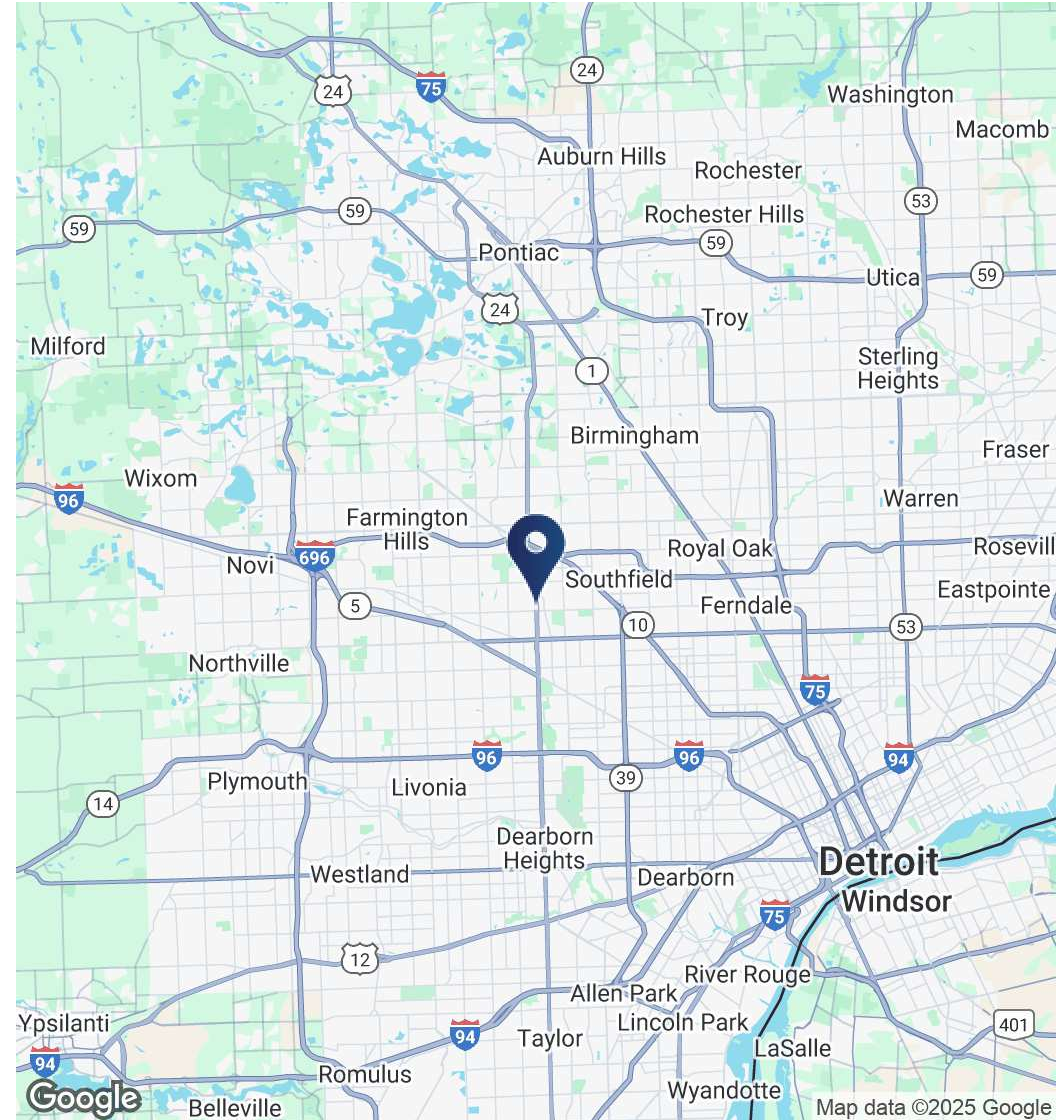 24
75
24
Washington
Macomb
Auburn Hills
Rochester
53
59
59
Rochester Hills
59
Pontiac
Utica
59
24
Troy
Milford
Sterling
Heights
1
Birmingham
Fraser
Wixom
96
Warren
Farmington
Hills
696
Novi
Royal Oak
Rosevill
Southfield
Eastpointe
5
Ferndale
10
53
Northville
75
96
96
94
Plymouth
Livonia
39
14
Dearborn
Heights
Detroit
Westland
Dearborn
Windsor
75
12
River Rouge
Allen Park
Ypsilanti
Lincoln Park
401
94
Taylor
LaSalle
94
Romulus
Wyandotte
Google
Belleville
Map data ©2025 Google